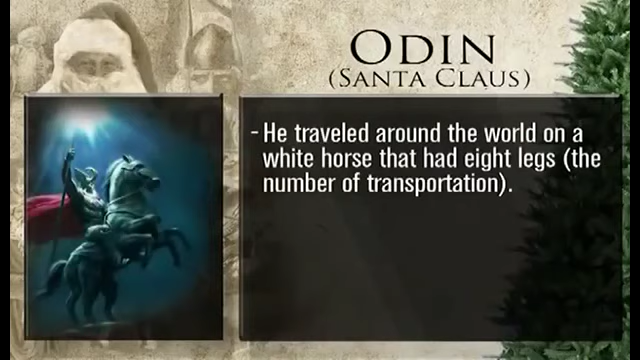 ODIN
(SANTA CLAUS)
- He traveled around the world on a
white horse that had eight legs (the
number of transportation).